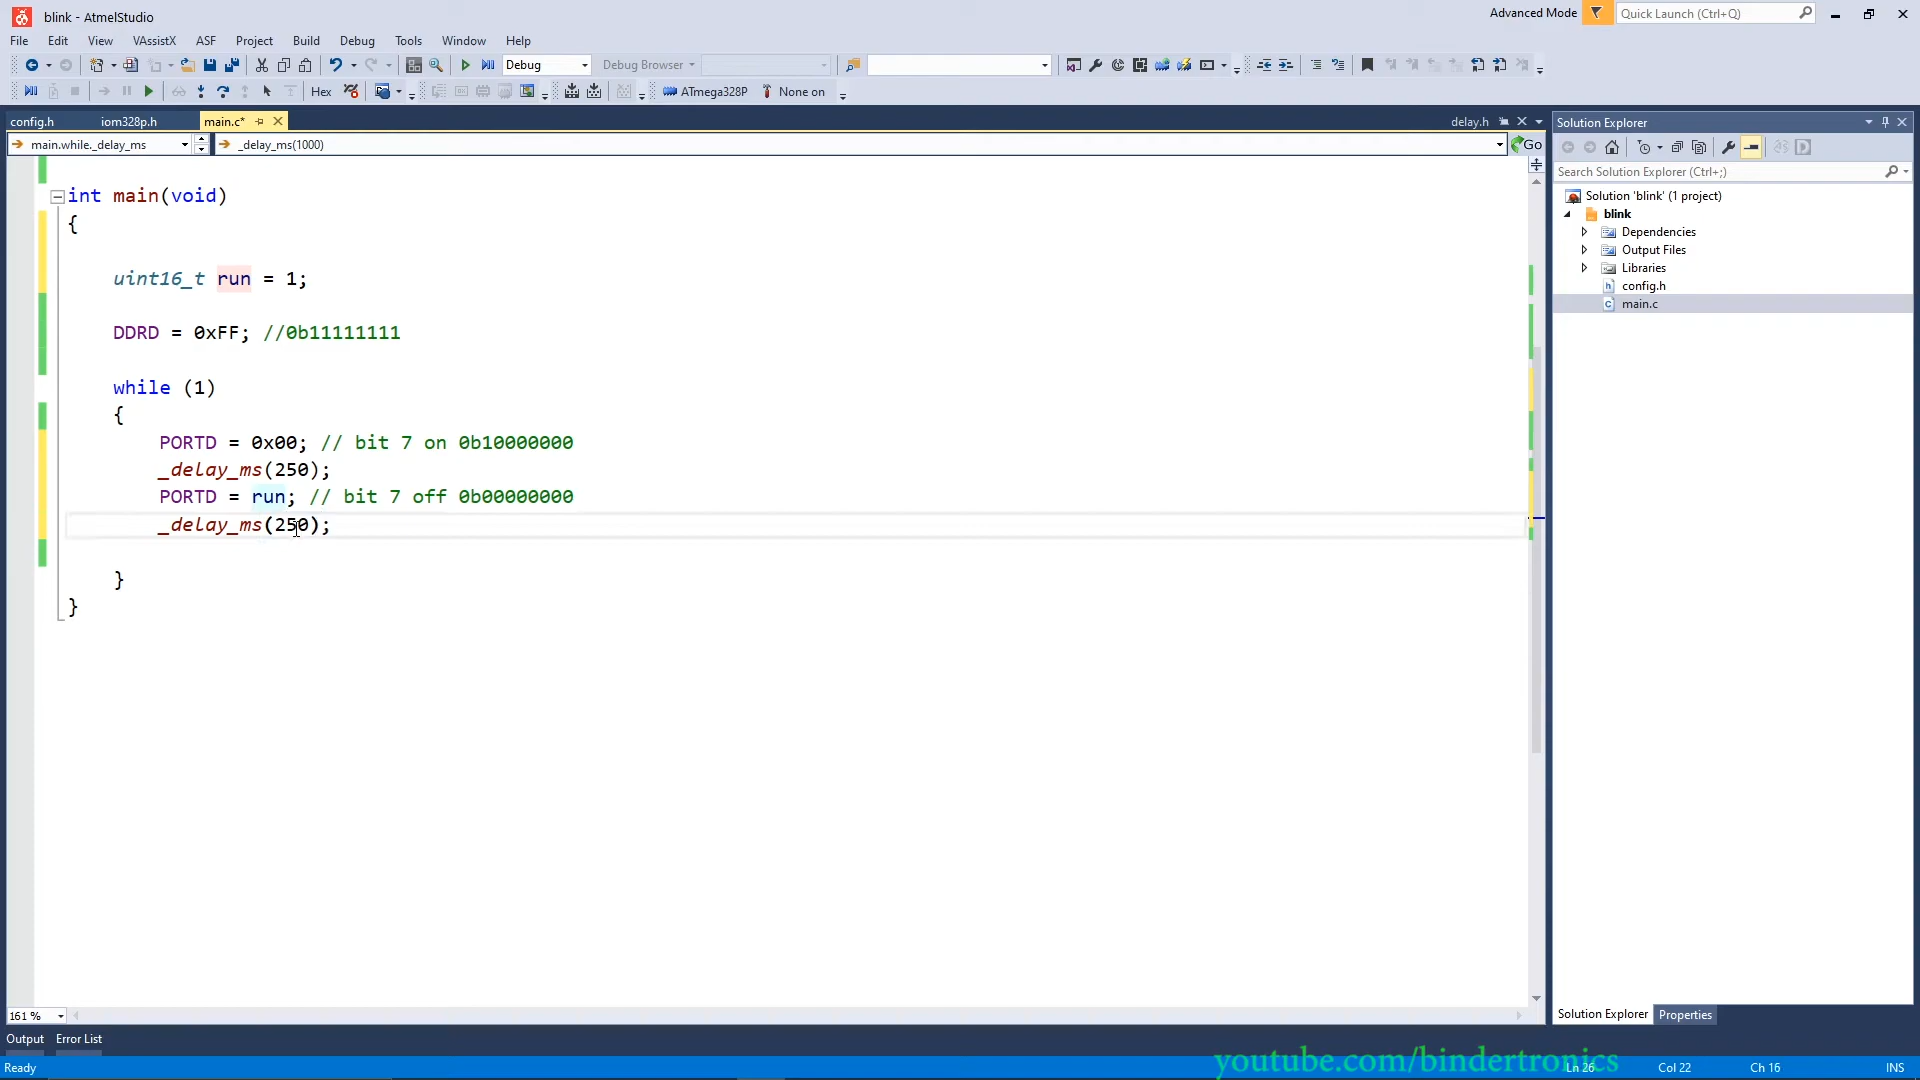 blink - AtmelStudio
Advanced Mode
Quick Launch (Ctrl+Q)
File Edit View VAssistX ASF Project Build Debug Tools Window Help
Debug
Debug Browser
Hex
ATmega328P
None on
config.h
iom328p.h
main.c*
delay.h
main.while._delay_ms
_delay_ms(1000)
Go
int main(void)
{
uint16_t run = 1;
DDRD = 0xFF; //0b11111111
while (1)
{
PORTD = 0x00; // bit 7 on 0b10000000
_delay_ms(250);
PORTD = run; // bit 7 off 0b00000000
_delay_ms(250);
}
}
Solution Explorer
Search Solution Explorer (Ctrl+;)
Solution 'blink' (1 project)
blink
Dependencies
Output Files
Libraries
config.h
main.c
161 %
Solution Explorer
Properties
Output
Error List
Ready
youtube.com/bindertronics
Ln 26
Col 22
Ch 16
INS